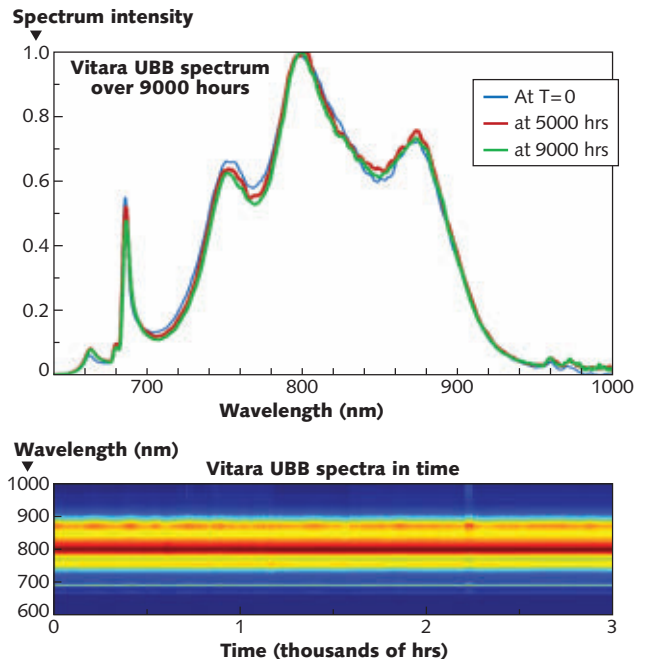 Spectrum intensity
Vitara UBB spectrum
over 9000 hours
1.0
0.8
0.6
0.4
0.2
0
At T=0
at 5000 hrs
at 9000 hrs
700 800 900 1000
Wavelength (nm)
Wavelength (nm)
Vitara UBB spectra in time
1000
900
800
700
600
0 1 2 3
Time (thousands of hrs)